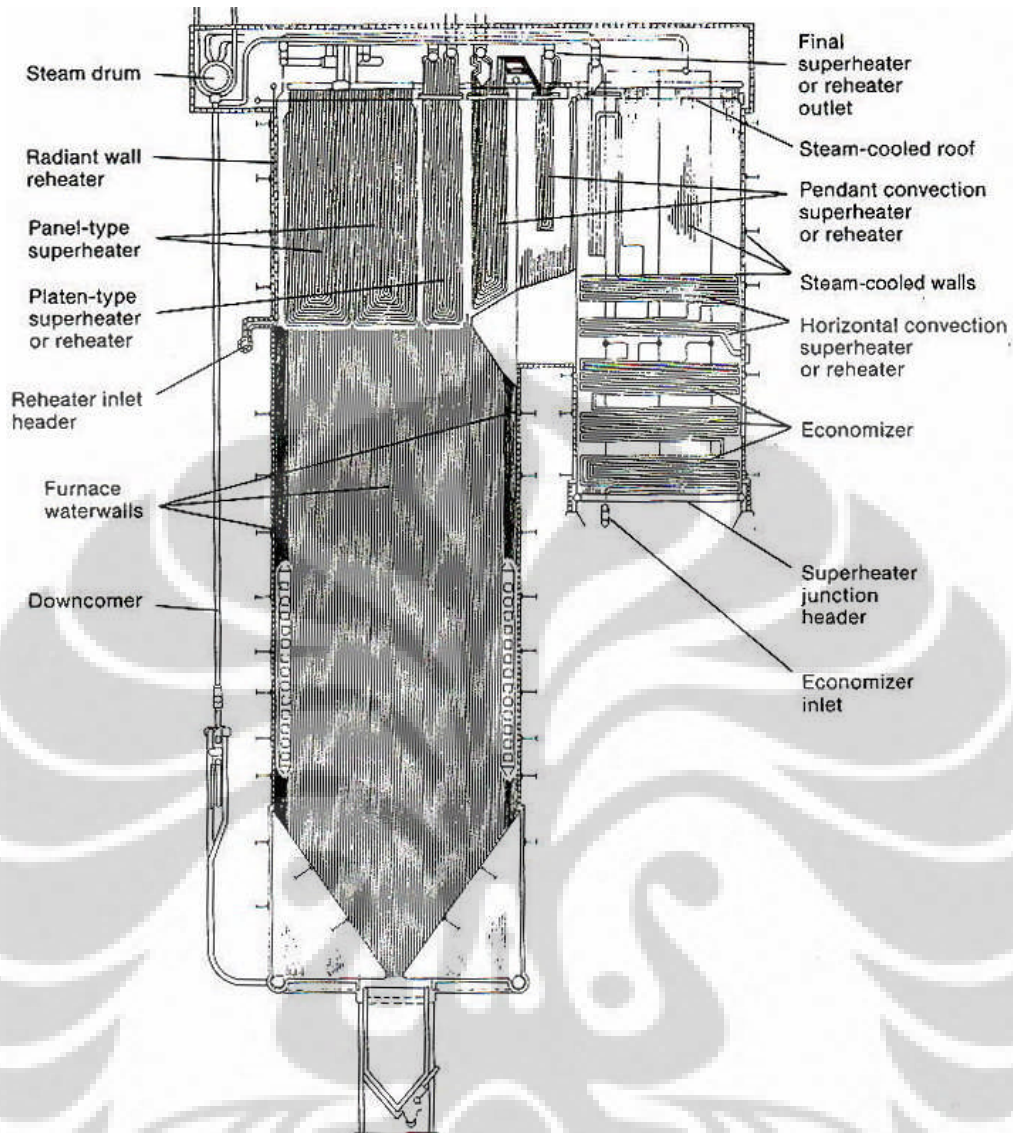 Steam drum
Radiant wall
reheater
Panel-type
superheater
Platen-type
superheater
or reheater
Reheater inlet
header
Furnace
waterwalls
Downcomer
Final
superheater
or reheater
outlet
Steam-cooled roof
Pendant convection
superheater
or reheater
Steam-cooled walls
Horizontal convection
superheater
or reheater
Economizer
Superheater
junction
header
Economizer
inlet